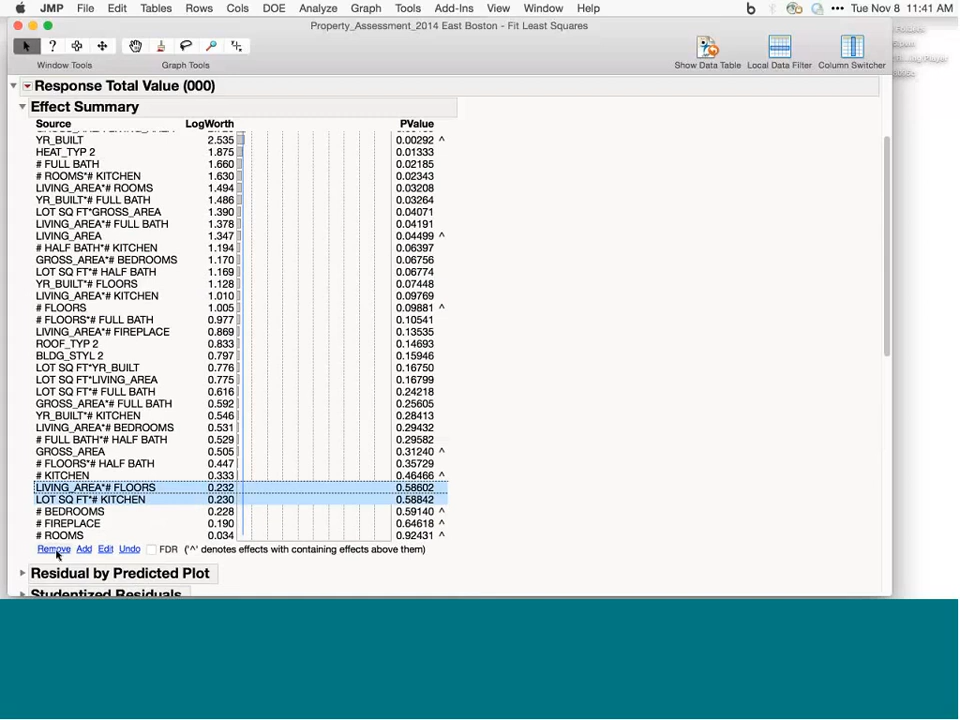 JMP File Edit Tables Rows Cols DOE Analyze Graph Tools Add-Ins View Window Help Tue Nov 8 11:41 AM
Property_Assessment_2014 East Boston - Fit Least Squares
Window Tools Graph Tools Show Data Table Local Data Filter Column Switcher
Response Total Value (000)
Effect Summary
Source LogWorth PValue
YR_BUILT 2.535 0.00292 ^
HEAT_TYP 2 1.875 0.01333
# FULL BATH 1.660 0.02185
# ROOMS*# KITCHEN 1.630 0.02343
LIVING_AREA*# ROOMS 1.494 0.03208
YR_BUILT*# FULL BATH 1.486 0.03264
LOT SQ FT*GROSS_AREA 1.390 0.04071
LIVING_AREA*# FULL BATH 1.378 0.04191
LIVING_AREA 1.347 0.04499 ^
# HALF BATH*# KITCHEN 1.194 0.06397
GROSS_AREA*# BEDROOMS 1.170 0.06756
LOT SQ FT*# HALF BATH 1.169 0.06774
YR_BUILT*# FLOORS 1.128 0.07448
LIVING_AREA*# KITCHEN 1.010 0.09769
# FLOORS 1.005 0.09881 ^
# FLOORS*# FULL BATH 0.977 0.10541
LIVING_AREA*# FIREPLACE 0.869 0.13535
ROOF_TYP 2 0.833 0.14693
BLDG_STYL 2 0.797 0.15946
LOT SQ FT*YR_BUILT 0.776 0.16750
LOT SQ FT*LIVING_AREA 0.775 0.16799
LOT SQ FT*# FULL BATH 0.616 0.24218
GROSS_AREA*# FULL BATH 0.592 0.25605
YR_BUILT*# KITCHEN 0.546 0.28413
LIVING_AREA*# BEDROOMS 0.531 0.29432
# FULL BATH*# HALF BATH 0.529 0.29582
GROSS_AREA 0.505 0.31240 ^
# FLOORS*# HALF BATH 0.447 0.35729
# KITCHEN 0.333 0.46466 ^
LIVING_AREA*# FLOORS 0.232 0.58602
LOT SQ FT*# KITCHEN 0.230 0.58842
# BEDROOMS 0.228 0.59140 ^
# FIREPLACE 0.190 0.64618 ^
# ROOMS 0.034 0.92431 ^
Remove Add Edit Undo FDR ('^' denotes effects with containing effects above them)
Residual by Predicted Plot
Studentized Residuals